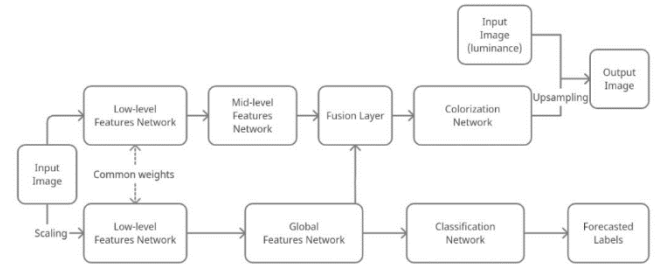 Input
Image
(luminance)
Output
Image
Upsampling
Low-level
Features Network
Mid-level
Features
Network
Fusion Layer
Colorization
Network
Input
Image
Common weights
Scaling
Low-level
Features Network
Global
Features Network
Classification
Network
Forecasted
Labels